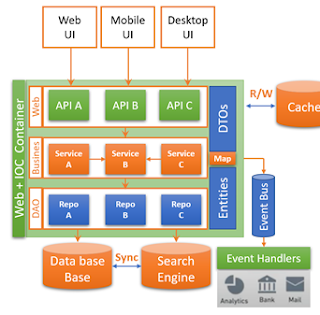 Web
UI
Mobile
UI
Desktop
UI
Web + IOC Container
Web
API A
API B
API C
DTOs
R/W
Cache
Busines
Service
A
Service
B
Service
C
Map
DAO
Repo
A
Repo
B
Repo
C
Entities
Event Bus
Data base
Base
Sync
Search
Engine
Event Handlers
Analytics
Bank
Mail